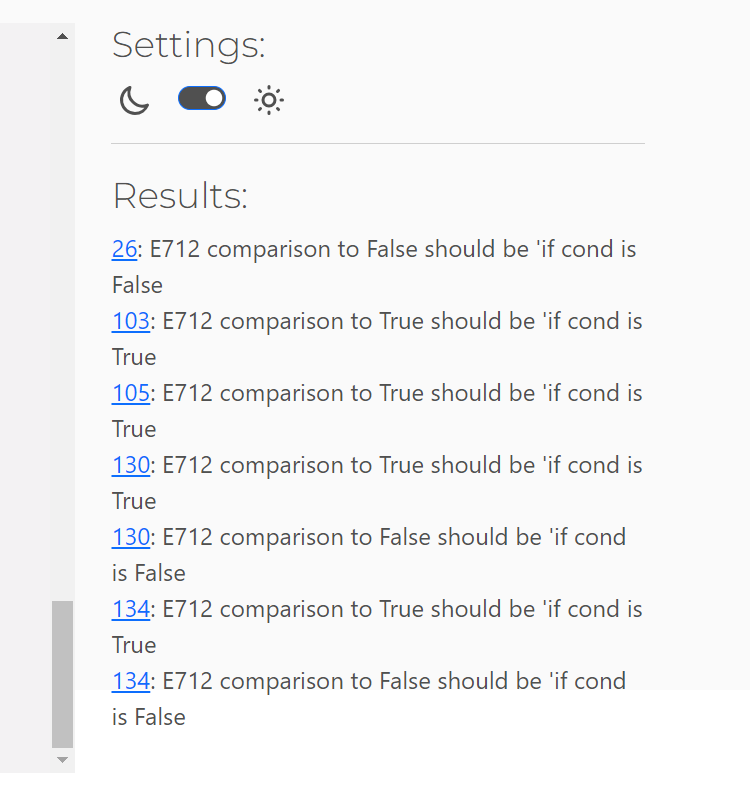 Settings:
Results:
26: E712 comparison to False should be 'if cond is
False
103: E712 comparison to True should be 'if cond is
True
105: E712 comparison to True should be 'if cond is
True
130: E712 comparison to True should be 'if cond is
True
130: E712 comparison to False should be 'if cond
is False
134: E712 comparison to True should be 'if cond is
True
134: E712 comparison to False should be 'if cond
is False